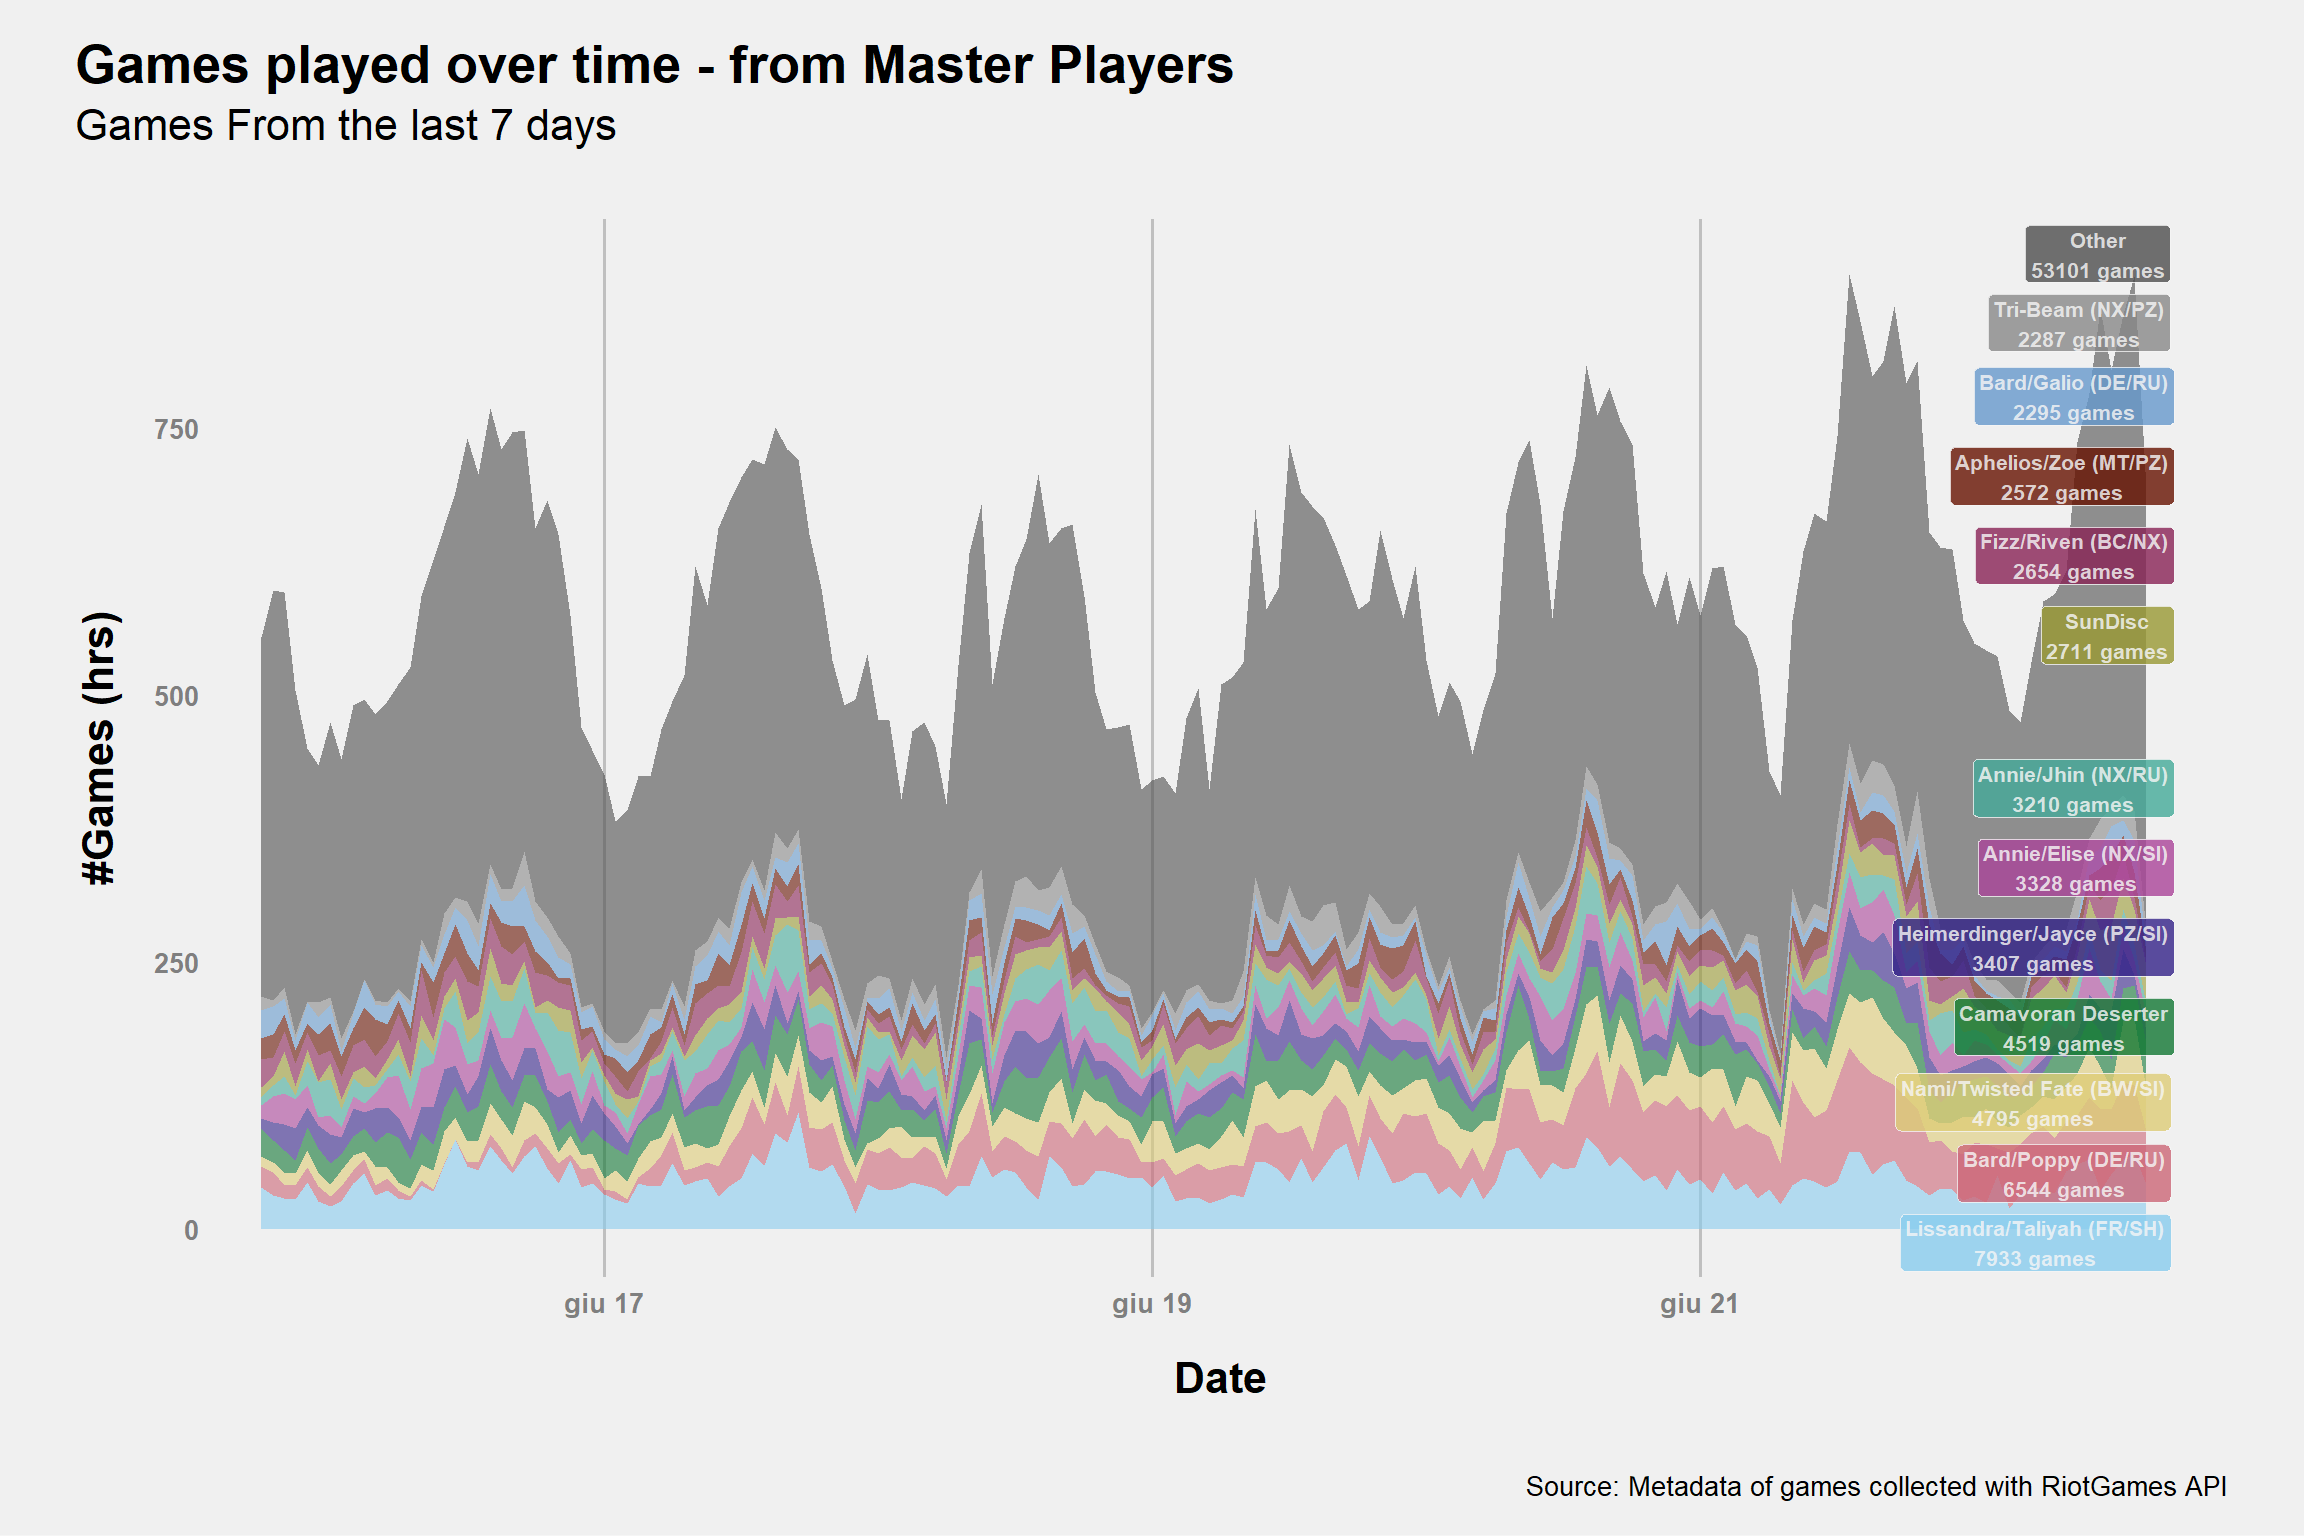 Games played over time - from Master Players
Games From the last 7 days
#Games (hrs)
750
500
250
0
Other
53101 games
Tri-Beam (NX/PZ)
2287 games
Bard/Galio (DE/RU)
2295 games
Aphelios/Zoe (MT/PZ)
2572 games
Fizz/Riven (BC/NX)
2654 games
SunDisc
2711 games
Annie/Jhin (NX/RU)
3210 games
Annie/Elise (NX/SI)
3328 games
Heimerdinger/Jayce (PZ/SI)
3407 games
Camavoran Deserter
4519 games
Nami/Twisted Fate (BW/SI)
4795 games
Bard/Poppy (DE/RU)
6544 games
Lissandra/Taliyah (FR/SH)
7933 games
giu 17
giu 19
giu 21
Date
Source: Metadata of games collected with RiotGames API